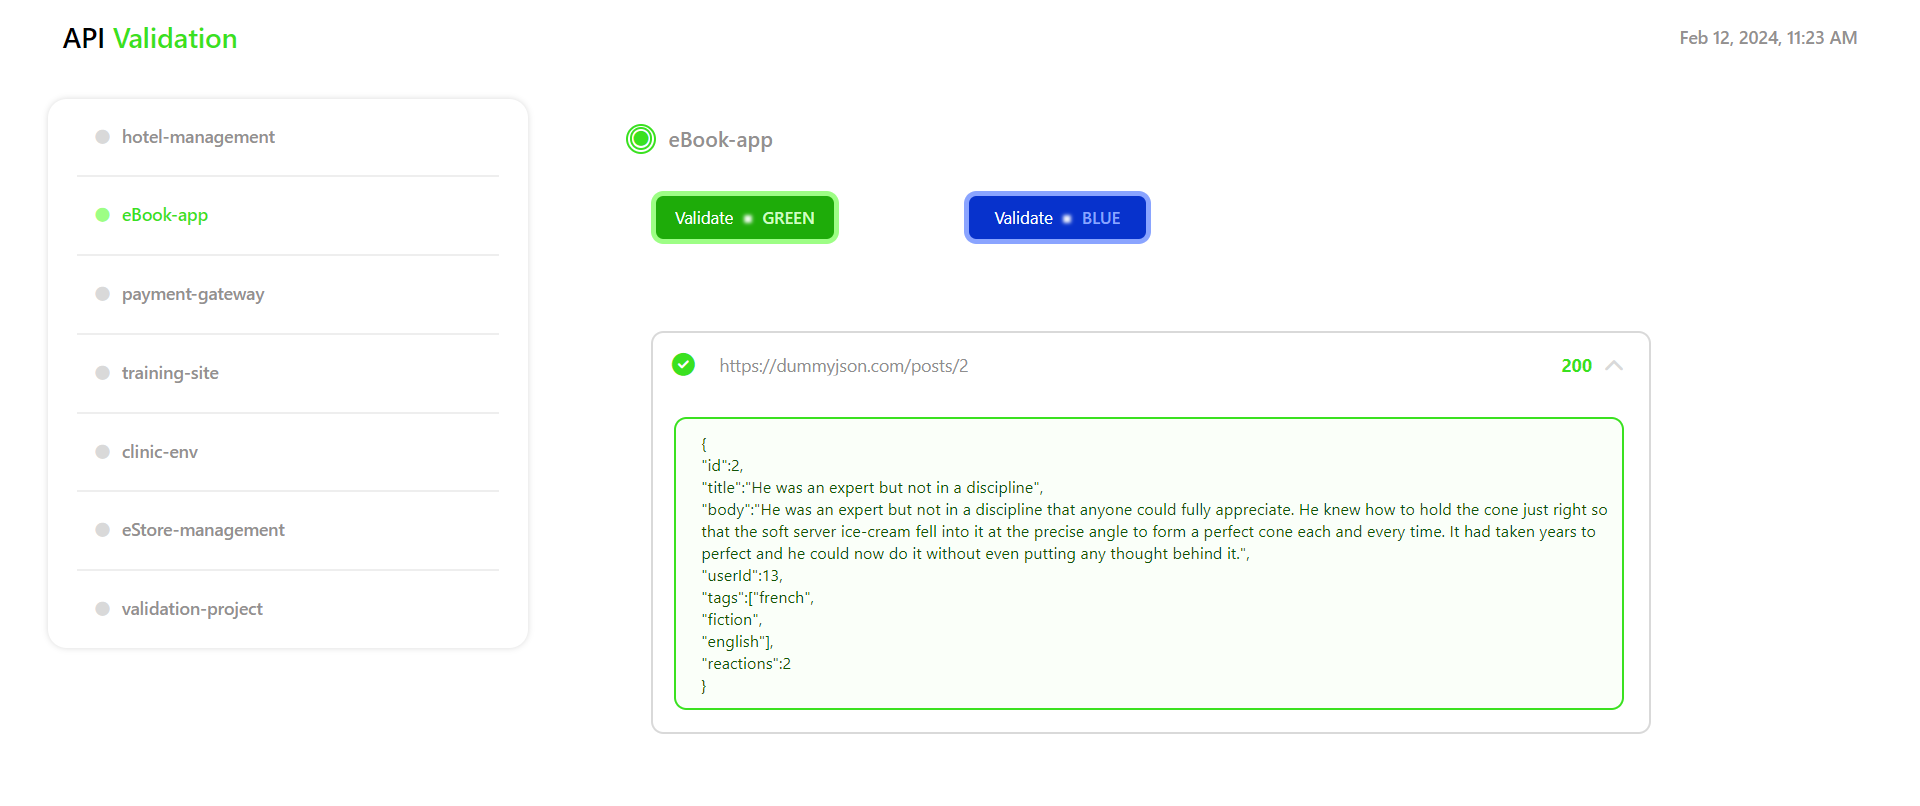 API Validation
Feb 12, 2024, 11:23 AM
hotel-management
eBook-app
payment-gateway
training-site
clinic-env
eStore-management
validation-project
eBook-app
Validate GREEN
Validate BLUE
https://dummyjson.com/posts/2
200
{
"id":2,
"title":"He was an expert but not in a discipline",
"body":"He was an expert but not in a discipline that anyone could fully appreciate. He knew how to hold the cone just right so
that the soft server ice-cream fell into it at the precise angle to form a perfect cone each and every time. It had taken years to
perfect and he could now do it without even putting any thought behind it.",
"userId":13,
"tags":["french",
"fiction",
"english"],
"reactions":2
}